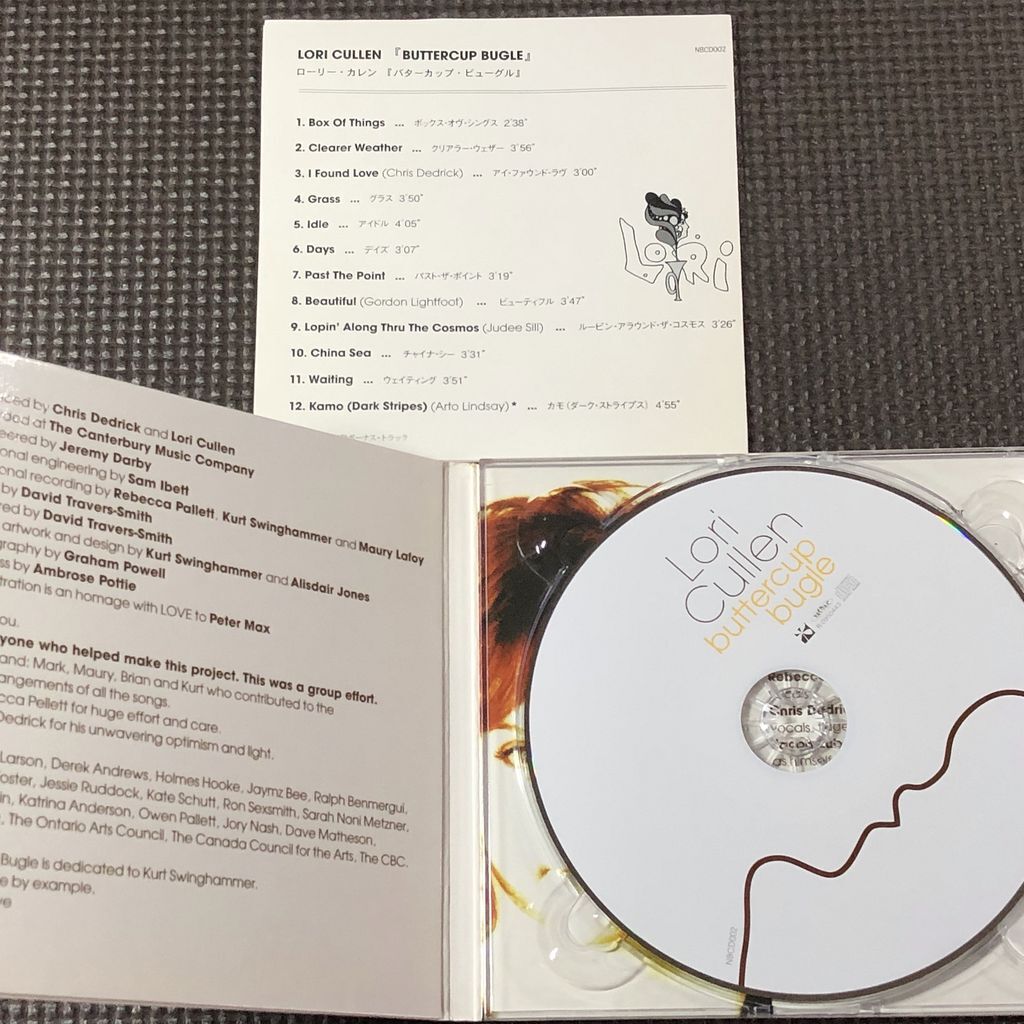 LORI CULLEN 『BUTTERCUP BUGLE』
NBCD002
ローリー・カレン 『バターカップ・ビューグル』
1. Box Of Things ... ボックス・オヴ・シングス 2'38"
2. Clearer Weather ... クリアラー・ウェザー 3'56"
3. I Found Love (Chris Dedrick) ... アイ・ファウンド・ラヴ 3'00"
4. Grass ... グラス 3'50"
5. Idle ... アイドル 4'05"
6. Days ... デイズ 3'07"
7. Past The Point ... パスト・ザ・ポイント 3'19"
8. Beautiful (Gordon Lightfoot) ... ビューティフル 3'47"
9. Lopin' Along Thru The Cosmos (Judee Sill) ... ルーピン・アラウンド・ザ・コスモス 3'26"
10. China Sea ... チャイナ・シー 3'31"
11. Waiting ... ウェイティング 3'51"
12. Kamo (Dark Stripes) (Arto Lindsay) * ... カモ (ダーク・ストライプス) 4'55"
ボーナス・トラック
Lori
by Chris Dedrick and Lori Cullen
at The Canterbury Music Company
by Jeremy Darby
engineering by Sam Ibett
recording by Rebecca Pallett, Kurt Swinghammer and Maury Lafoy
by David Travers-Smith
by David Travers-Smith
artwork and design by Kurt Swinghammer and Alisdair Jones
by Graham Powell
by Ambrose Pottie
is an homage with LOVE to Peter Max
who helped make this project. This was a group effort.
Mark, Maury, Brian and Kurt who contributed to the
of all the songs.
Pellett for huge effort and care.
Dedrick for his unwavering optimism and light.
Larson, Derek Andrews, Holmes Hooke, Jaymz Bee, Ralph Benmergui,
Jessie Ruddock, Kate Schutt, Ron Sexsmith, Sarah Noni Metzner,
Katrina Anderson, Owen Pallett, Jory Nash, Dave Matheson,
The Ontario Arts Council, The Canada Council for the Arts, The CBC.
Bugle is dedicated to Kurt Swinghammer.
by example.
Lori
Cullen
buttercup
bugle
vocals,
as himself
NBCD002